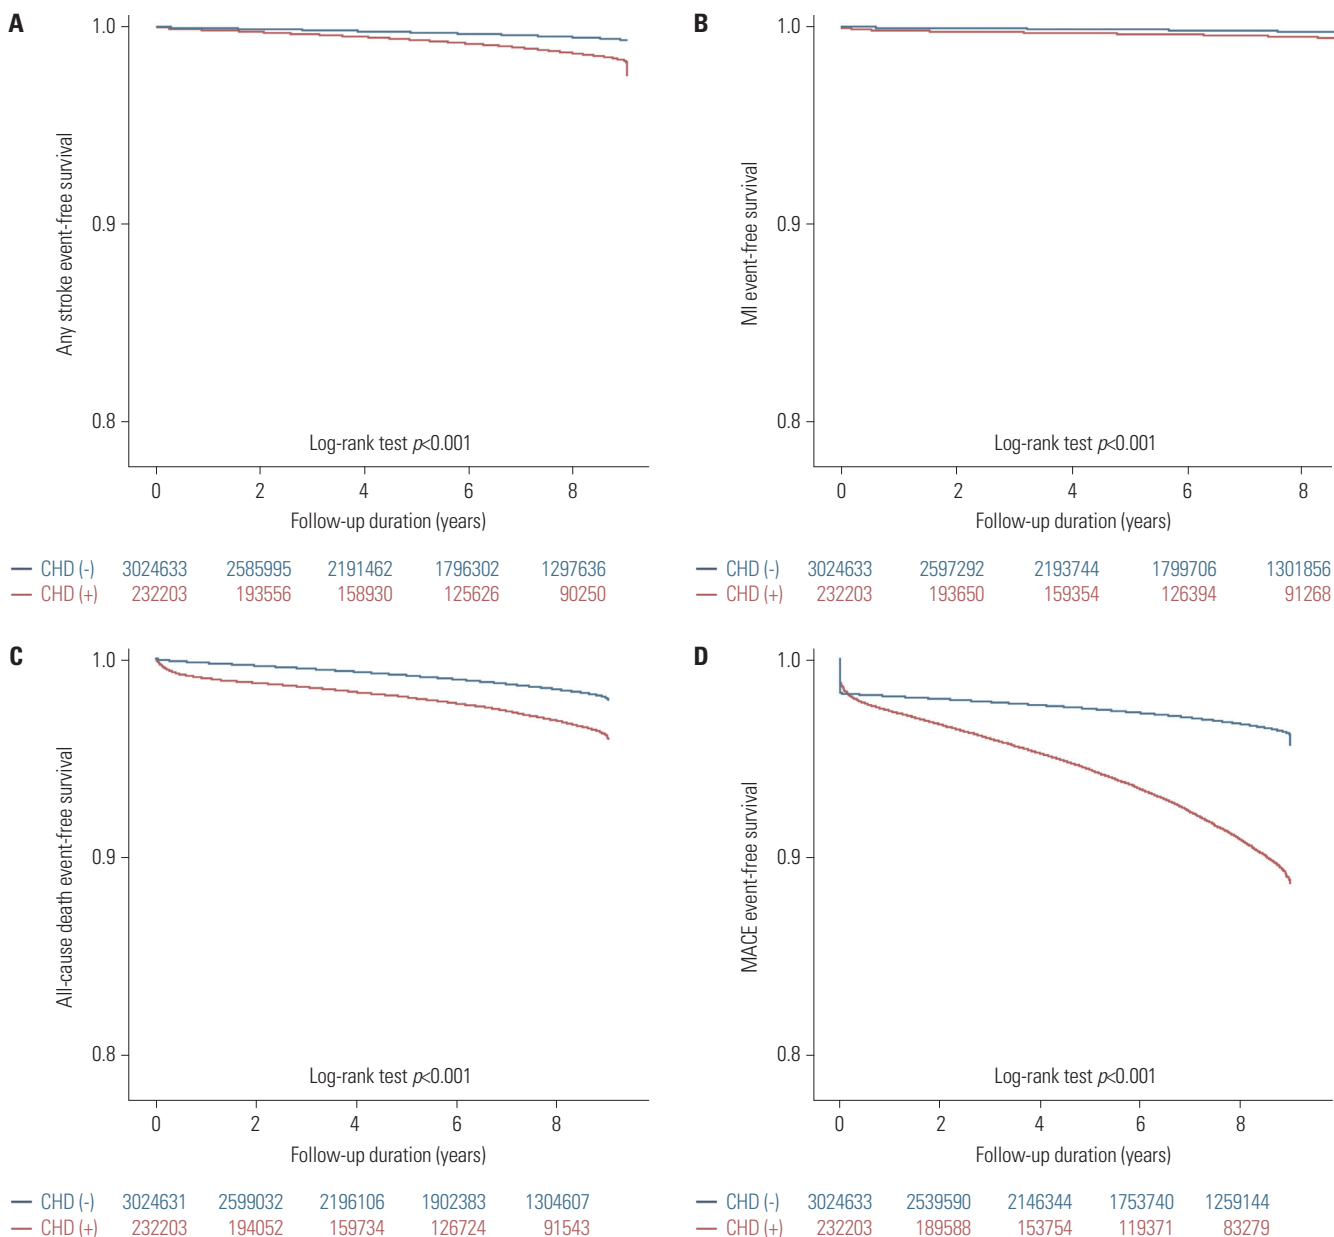 A
1.0
0.9
0.8
Any stroke event-free survival
Log-rank test p<0.001
0 2 4 6 8
Follow-up duration (years)
CHD (-) 3024633 2585995 2191462 1796302 1297636
CHD (+) 232203 193556 158930 125626 90250
B
1.0
0.9
0.8
MI event-free survival
Log-rank test p<0.001
0 2 4 6 8
Follow-up duration (years)
CHD (-) 3024633 2597292 2193744 1799706 1301856
CHD (+) 232203 193650 159354 126394 91268
C
1.0
0.9
0.8
All-cause death event-free survival
Log-rank test p<0.001
0 2 4 6 8
Follow-up duration (years)
CHD (-) 3024631 2599032 2196106 1902383 1304607
CHD (+) 232203 194052 159734 126724 91543
D
1.0
0.9
0.8
MACE event-free survival
Log-rank test p<0.001
0 2 4 6 8
Follow-up duration (years)
CHD (-) 3024633 2539590 2146344 1753740 1259144
CHD (+) 232203 189588 153754 119371 83279